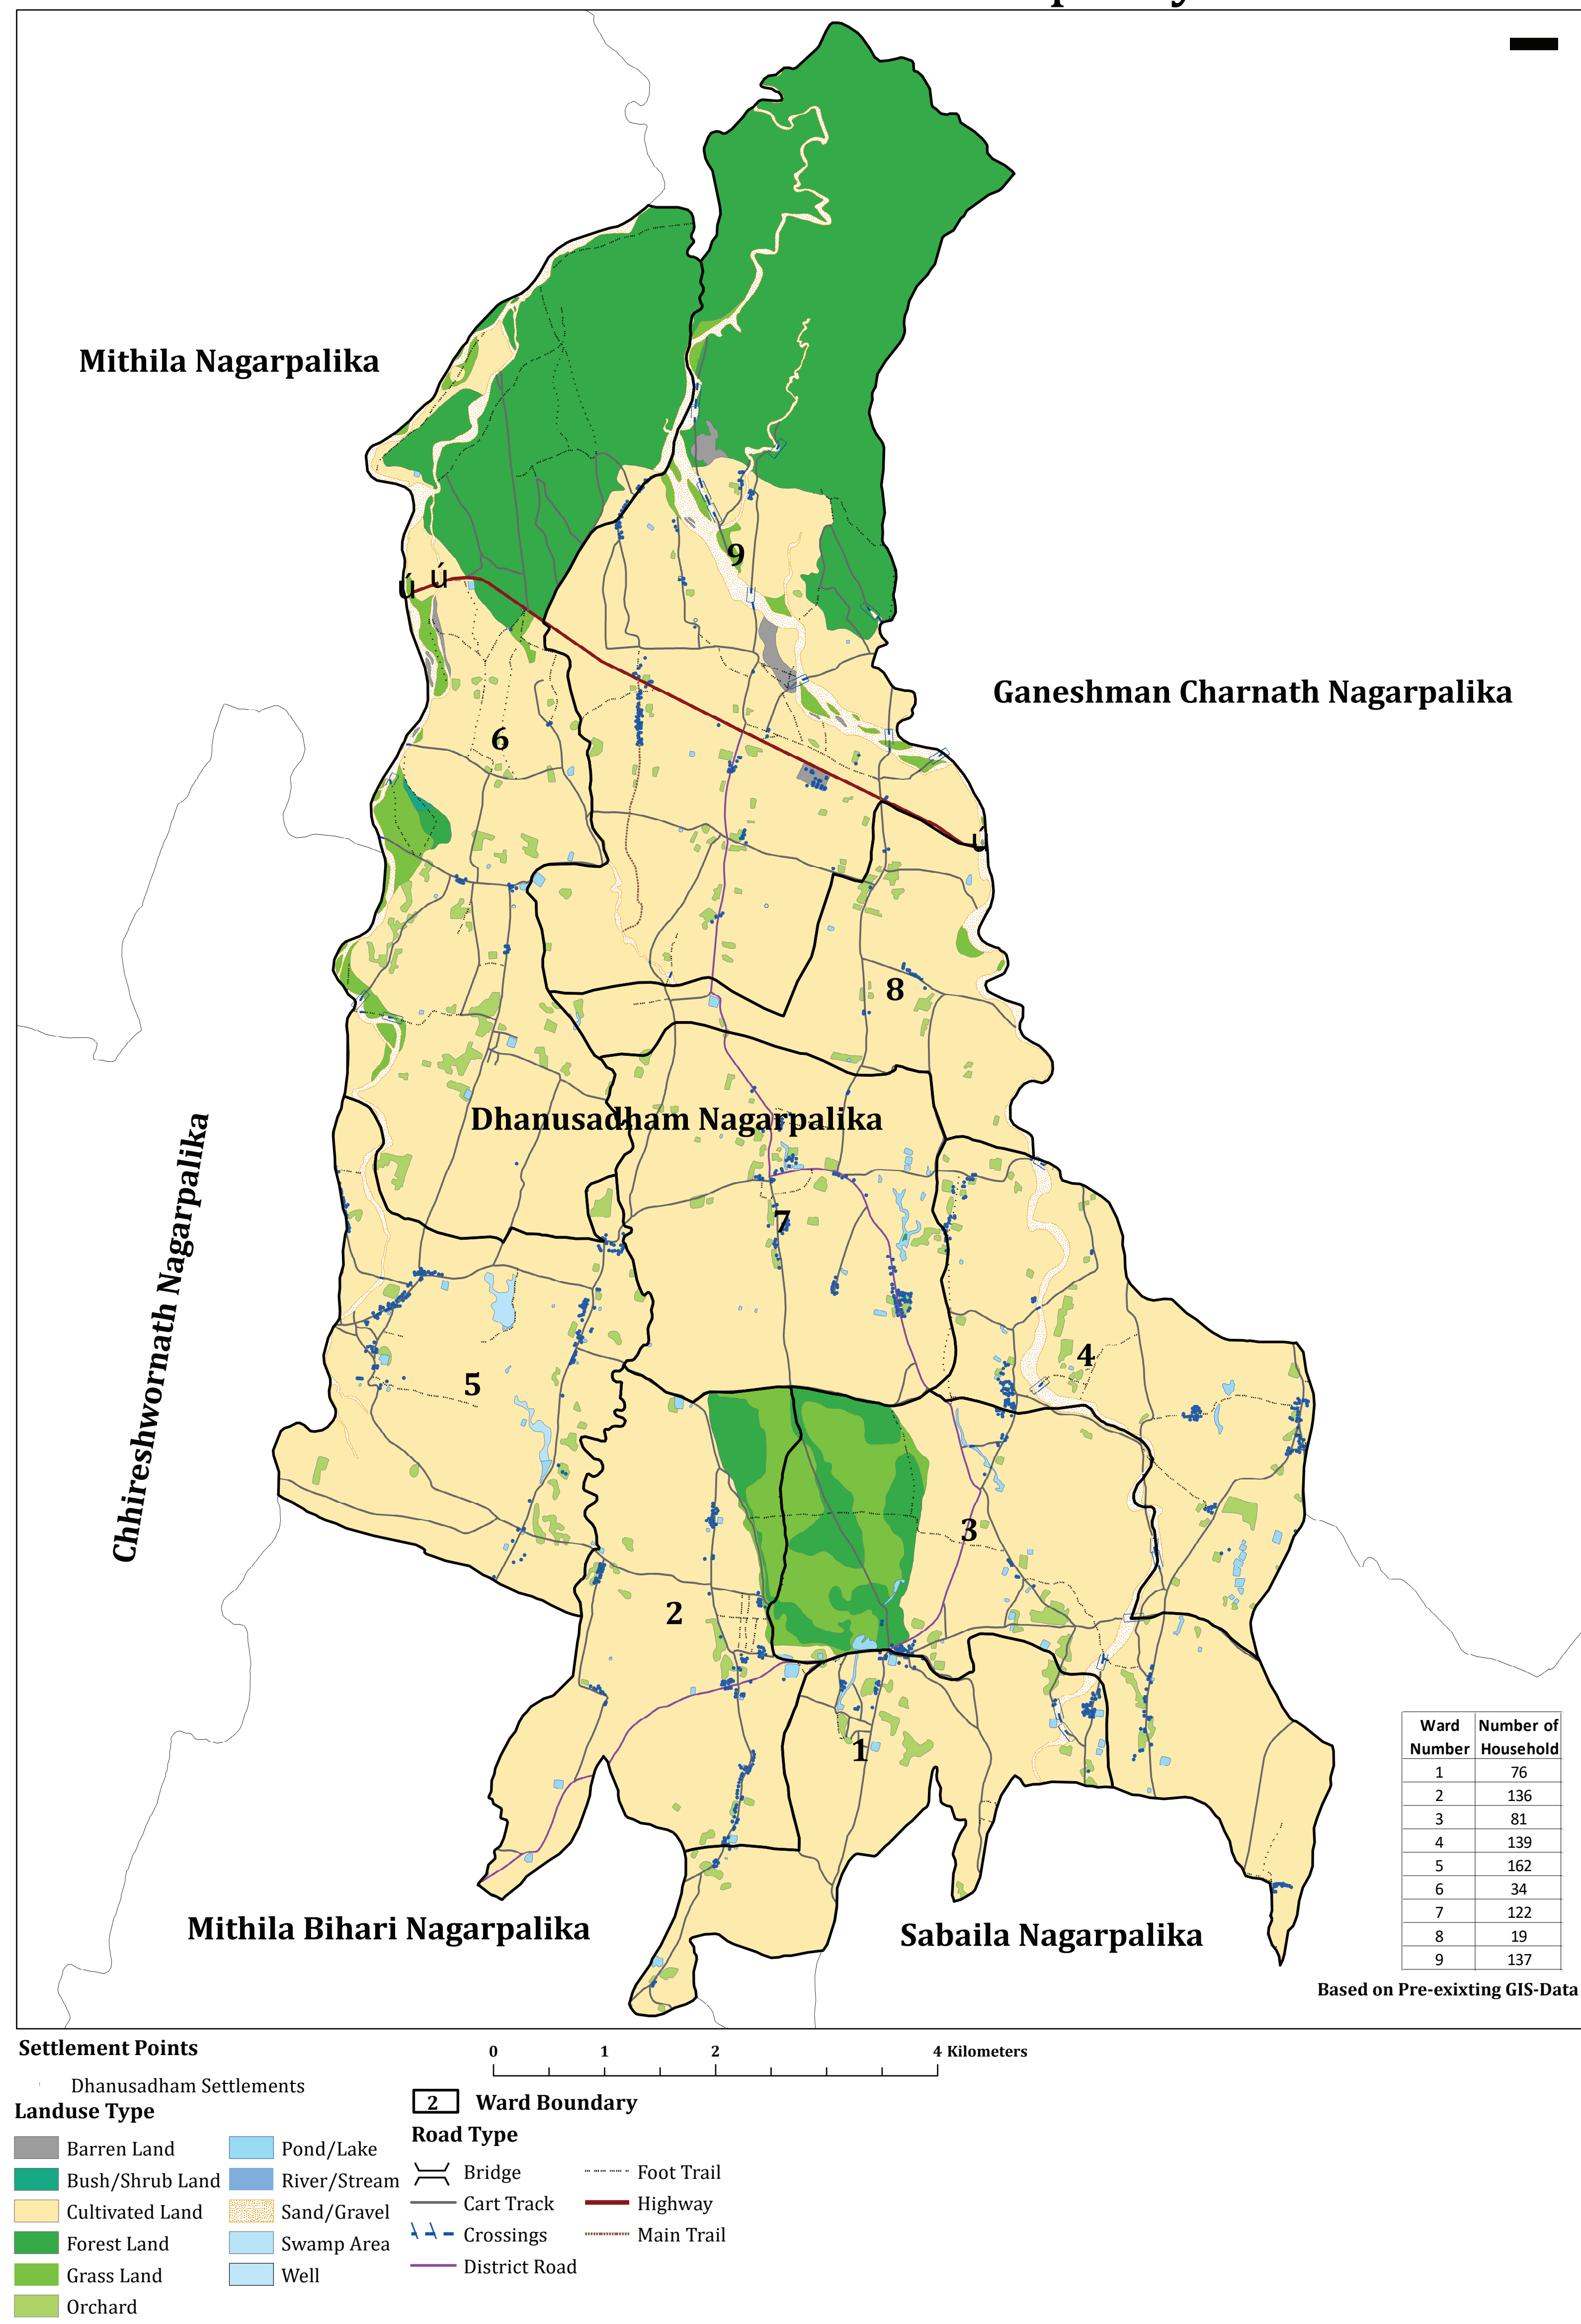 Mithila Nagarpalika
9
Ú Ú
Ganeshman Charnath Nagarpalika
6
Ú
8
Dhanusadham Nagarpalika
Chhireshwornath Nagarpalika
7
4
5
3
2
1
Ward Number Number of Household
1 76
2 136
3 81
4 139
5 162
6 34
7 122
8 19
9 137
Based on Pre-exixting GIS-Data
Mithila Bihari Nagarpalika
Sabaila Nagarpalika
Settlement Points
Dhanusadham Settlements
Landuse Type
Barren Land
Bush/Shrub Land
Cultivated Land
Forest Land
Grass Land
Orchard
Pond/Lake
River/Stream
Sand/Gravel
Swamp Area
Well
0 1 2 4 Kilometers
2 Ward Boundary
Road Type
Bridge
Cart Track
Crossings
District Road
Foot Trail
Highway
Main Trail